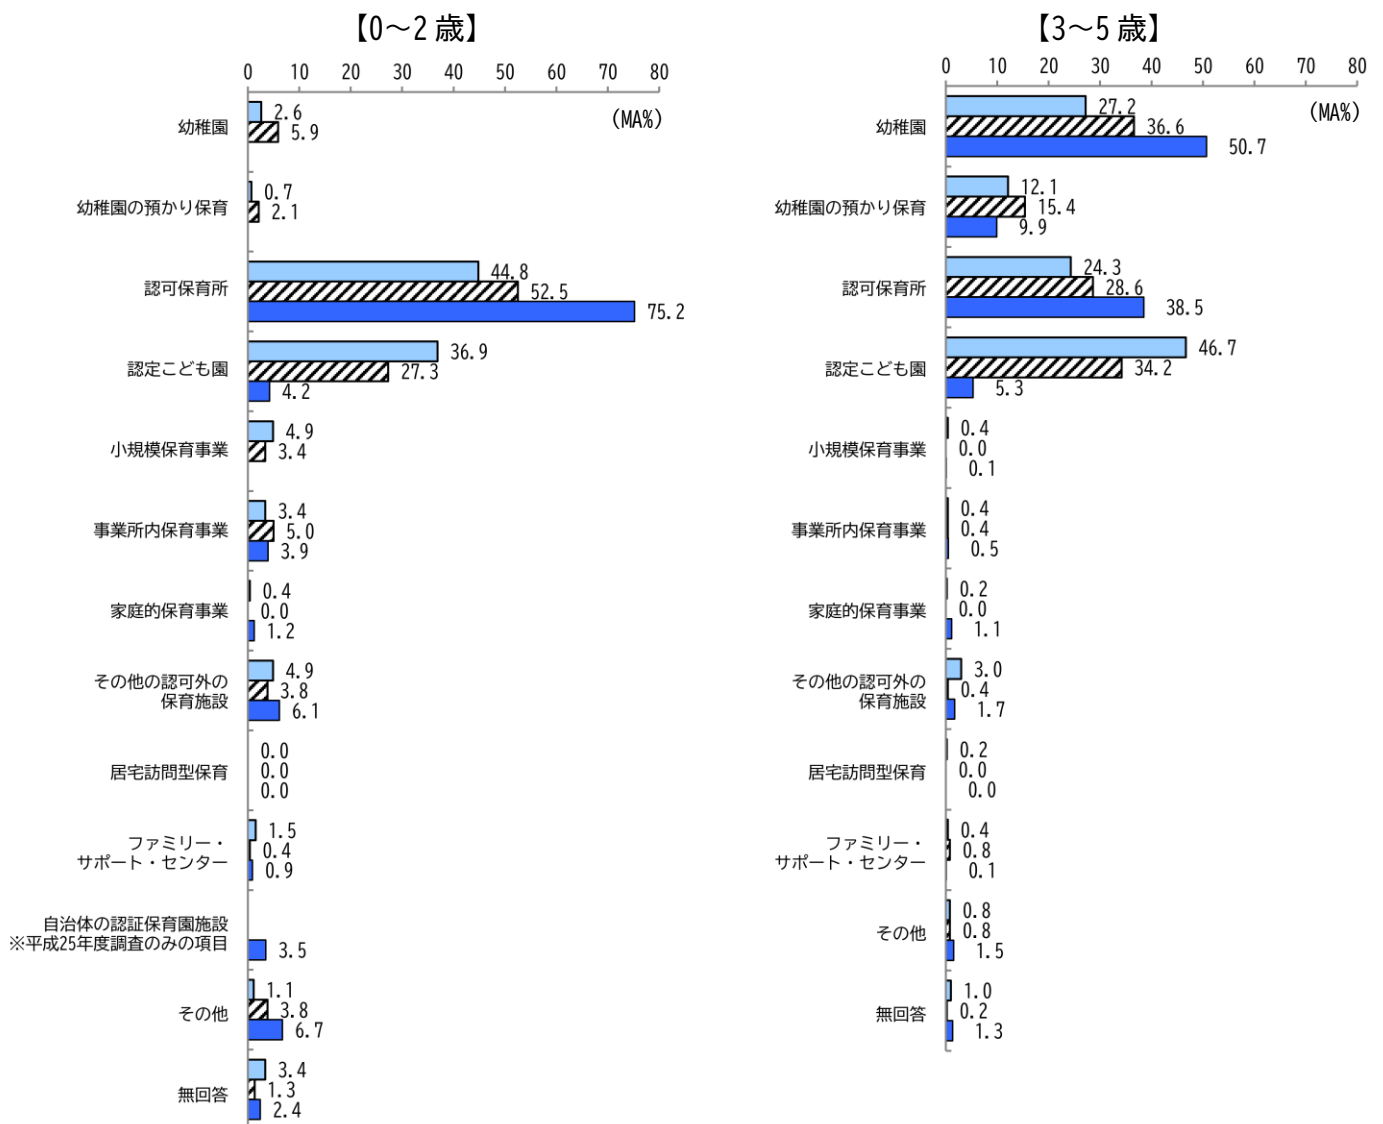 【0～2 歳】
0 10 20 30 40 50 60 70 80
(MA%)
幼稚園
2.6
5.9
幼稚園の預かり保育
0.7
2.1
認可保育所
44.8
52.5
75.2
認定こども園
36.9
27.3
4.2
小規模保育事業
4.9
3.4
事業所内保育事業
3.4
5.0
3.9
家庭的保育事業
0.4
0.0
1.2
その他の認可外の
保育施設
4.9
3.8
6.1
居宅訪問型保育
0.0
0.0
0.0
ファミリー・
サポート・センター
1.5
0.4
0.9
自治体の認証保育園施設
※平成25年度調査のみの項目
3.5
その他
1.1
3.8
6.7
無回答
3.4
1.3
2.4
【3～5 歳】
0 10 20 30 40 50 60 70 80
(MA%)
幼稚園
27.2
36.6
50.7
幼稚園の預かり保育
12.1
15.4
9.9
認可保育所
24.3
28.6
38.5
認定こども園
46.7
34.2
5.3
小規模保育事業
0.4
0.0
0.1
事業所内保育事業
0.4
0.4
0.5
家庭的保育事業
0.2
0.0
1.1
その他の認可外の
保育施設
3.0
0.4
1.7
居宅訪問型保育
0.2
0.0
0.0
ファミリー・
サポート・センター
0.4
0.8
0.1
その他
0.8
0.8
1.5
無回答
1.0
0.2
1.3